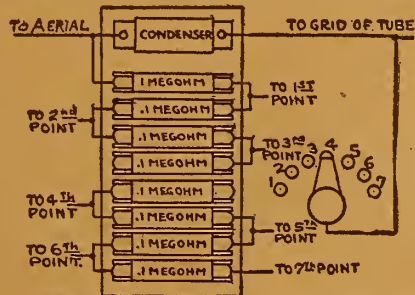 TO AERIAL
CONDENSER
TO GRID OF TUBE
.1 MEGOHM
TO 1ST
POINT
.1 MEGOHM
TO 2nd
POINT
.1 MEGOHM
TO 3RD
POINT
.1 MEGOHM
1 2 3 4 5 6 7
.1 MEGOHM
TO 4TH
POINT
.1 MEGOHM
TO 5TH
POINT
.1 MEGOHM
TO 6TH
POINT.
.1 MEGOHM
TO 7TH POINT